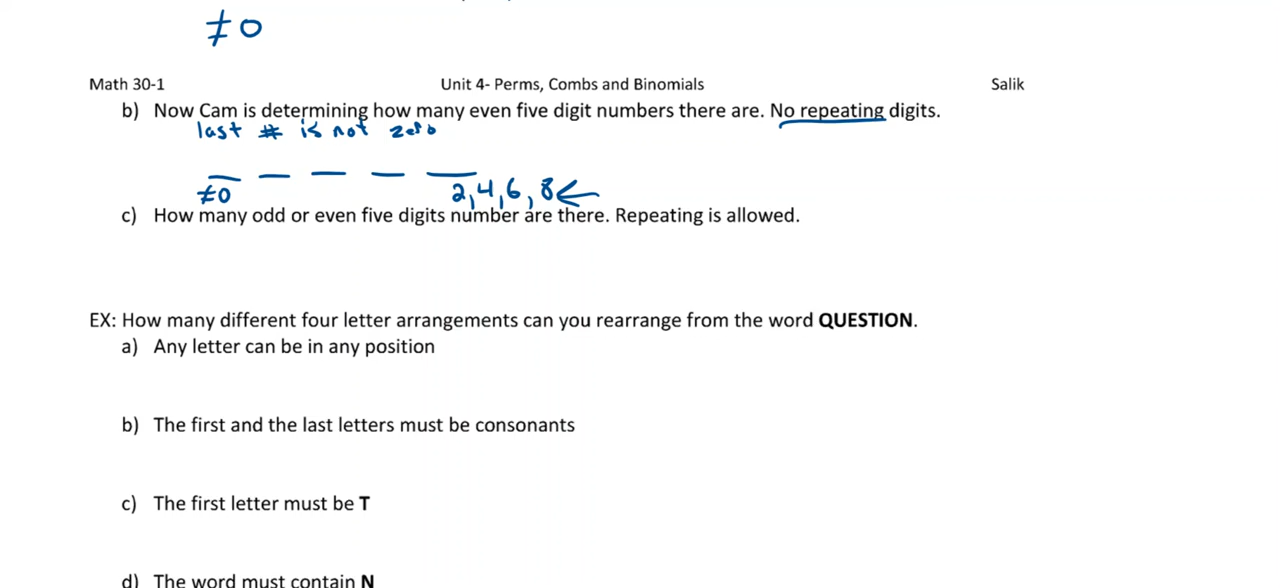 ≠0
Math 30-1 Unit 4- Perms, Combs and Binomials Salik
b) Now Cam is determining how many even five digit numbers there are. No repeating digits.
last # is not zero
≠0 2,4,6,8←
c) How many odd or even five digits number are there. Repeating is allowed.
EX: How many different four letter arrangements can you rearrange from the word QUESTION.
a) Any letter can be in any position
b) The first and the last letters must be consonants
c) The first letter must be T
d) The word must contain N